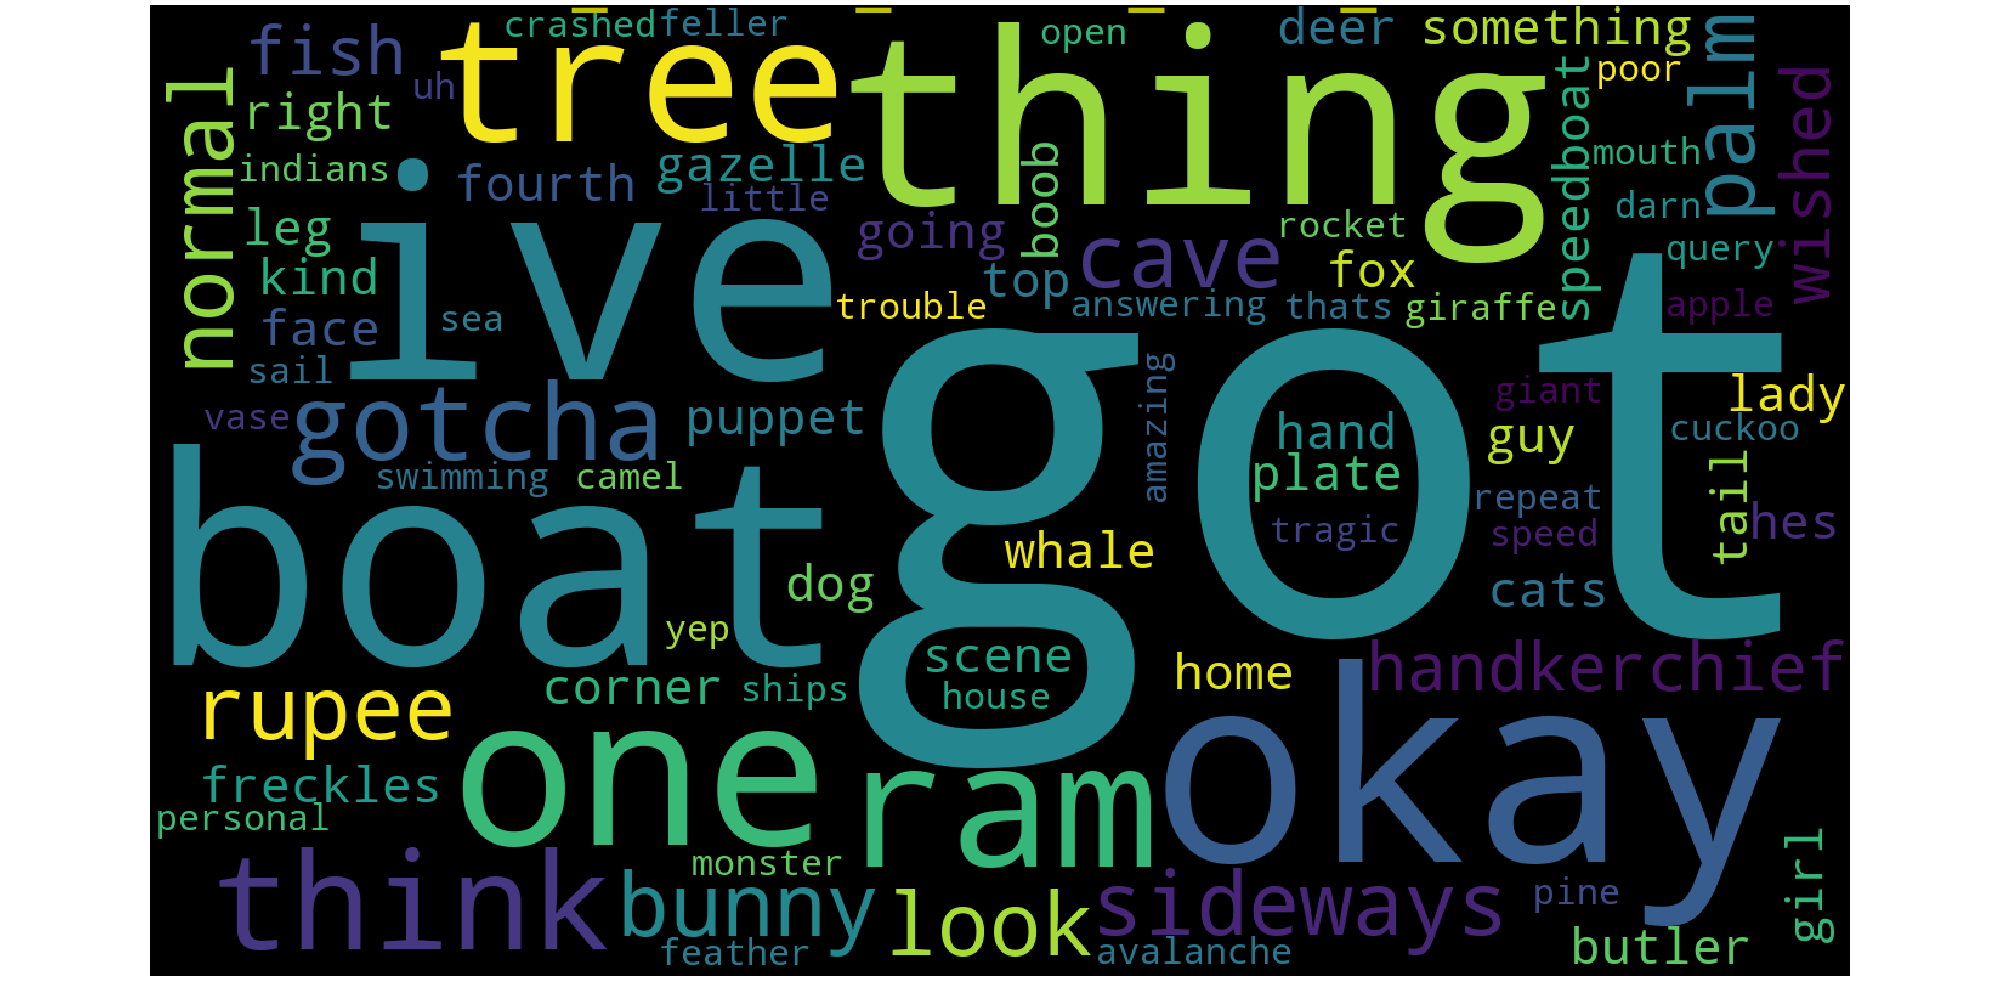 crashed
feller
open
deer
something
fish
tree
thing
palm
uh
poor
normal
right
speedboat
wished
indians
fourth
gazelle
boob
mouth
little
darn
leg
ive
going
cave
rocket
query
kind
top
fox
face
sea
trouble
answering
thats
giraffe
apple
sail
got
amazing
giant
lady
vase
gotcha
puppet
hand
guy
cuckoo
swimming
camel
plate
repeat
tail
boat
whale
tragic
speed
hes
dog
cats
yep
scene
home
handkerchief
rupee
corner
ships
house
one
ram
okay
freckles
personal
think
monster
bunny
look
sideways
pine
girl
feather
avalanche
butler